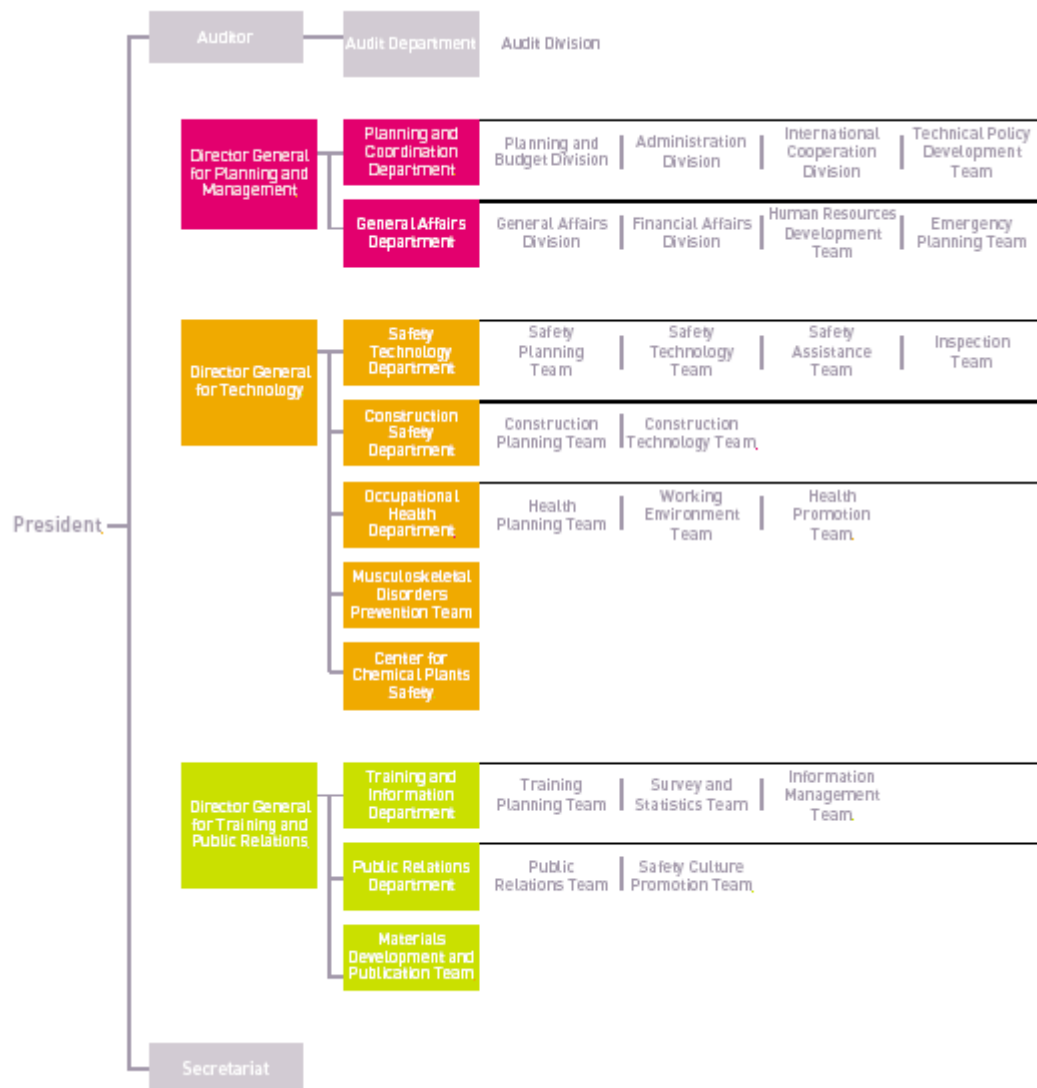 Auditor
Audit Department
Audit Division
Director General
for Planning and
Management
Planning and
Coordination
Department
Planning and
Budget Division
Administration
Division
International
Cooperation
Division
Technical Policy
Development
Team
General Affairs
Department
General Affairs
Division
Financial Affairs
Division
Human Resources
Development
Team
Emergency
Planning Team
Director General
for Technology
Safety
Technology
Department
Safety
Planning
Team
Safety
Technology
Team
Safety
Assistance
Team
Inspection
Team
Construction
Safety
Department
Construction
Planning Team
Construction
Technology Team
Occupational
Health
Department
Health
Planning Team
Working
Environment
Team
Health
Promotion
Team
President
Musculoskeletal
Disorders
Prevention Team
Center for
Chemical Plants
Safety
Director General
for Training and
Public Relations
Training and
Information
Department
Training
Planning Team
Survey and
Statistics Team
Information
Management
Team
Public Relations
Department
Public
Relations Team
Safety Culture
Promotion Team
Materials
Development and
Publication Team
Secretariat